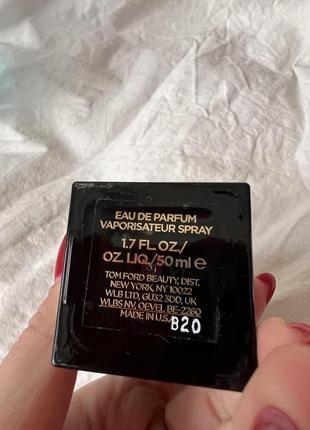 EAU DE PARFUM
VAPORISATEUR SPRAY
1.7 FL.OZ./
OZ. LIQ./50 ml ℮
TOM FORD BEAUTY, DIST.
NEW YORK, NY 10022
WLB LTD, GU32 3DD, UK
WLBS NV, OEVEL BE-2260
MADE IN U.S.A.
B20